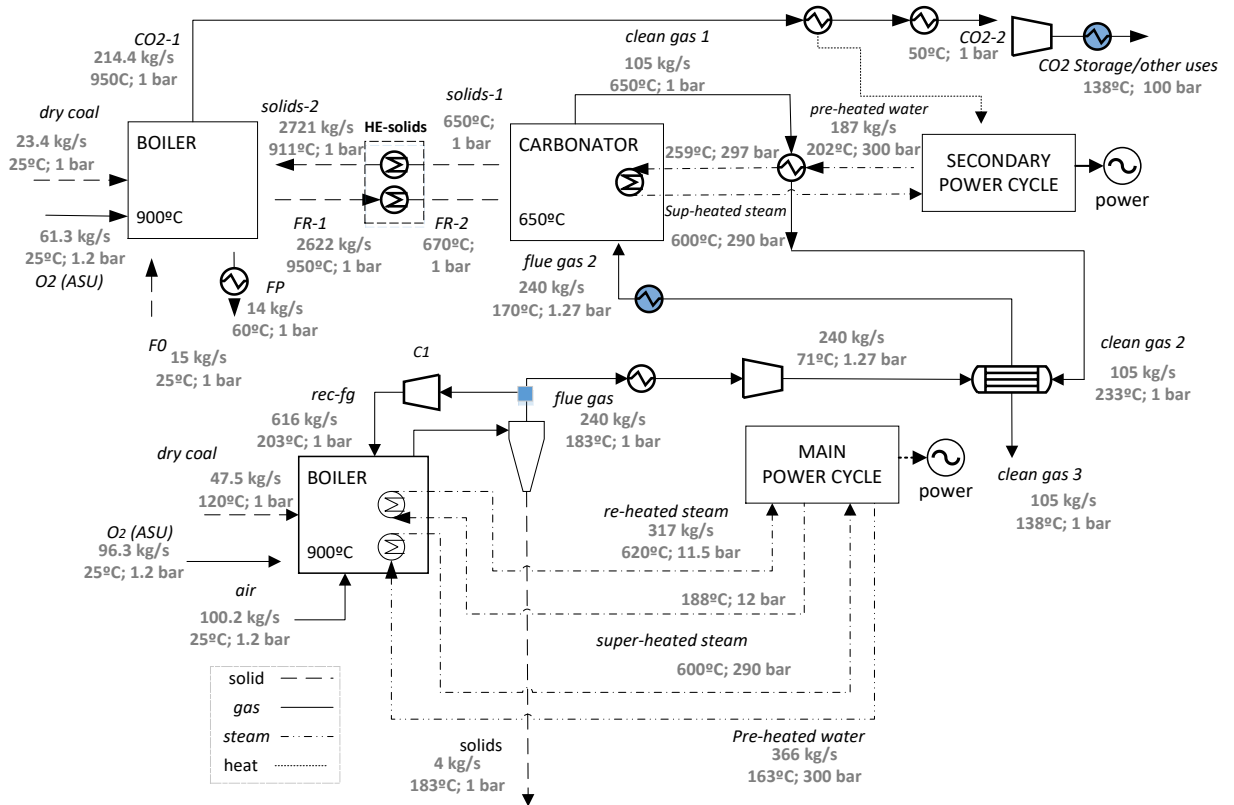 CO2-1
214.4 kg/s
950C; 1 bar
clean gas 1
105 kg/s
650ºC; 1 bar
CO2-2
50ºC; 1 bar
CO2 Storage/other uses
138ºC; 100 bar
dry coal
23.4 kg/s
25ºC; 1 bar
BOILER
900ºC
solids-2
2721 kg/s
911ºC; 1 bar
HE-solids
solids-1
650ºC;
1 bar
CARBONATOR
650ºC
259ºC; 297 bar
pre-heated water
187 kg/s
202ºC; 300 bar
SECONDARY
POWER CYCLE
power
Sup-heated steam
600ºC; 290 bar
61.3 kg/s
25ºC; 1.2 bar
O2 (ASU)
FR-1
2622 kg/s
950ºC; 1 bar
FR-2
670ºC;
1 bar
FP
14 kg/s
60ºC; 1 bar
F0
15 kg/s
25ºC; 1 bar
flue gas 2
240 kg/s
170ºC; 1.27 bar
240 kg/s
71ºC; 1.27 bar
clean gas 2
105 kg/s
233ºC; 1 bar
C1
rec-fg
616 kg/s
203ºC; 1 bar
flue gas
240 kg/s
183ºC; 1 bar
dry coal
47.5 kg/s
120ºC; 1 bar
BOILER
900ºC
MAIN
POWER CYCLE
power
clean gas 3
105 kg/s
138ºC; 1 bar
O2 (ASU)
96.3 kg/s
25ºC; 1.2 bar
air
100.2 kg/s
25ºC; 1.2 bar
re-heated steam
317 kg/s
620ºC; 11.5 bar
188ºC; 12 bar
super-heated steam
600ºC; 290 bar
solid
gas
steam
heat
solids
4 kg/s
183ºC; 1 bar
Pre-heated water
366 kg/s
163ºC; 300 bar